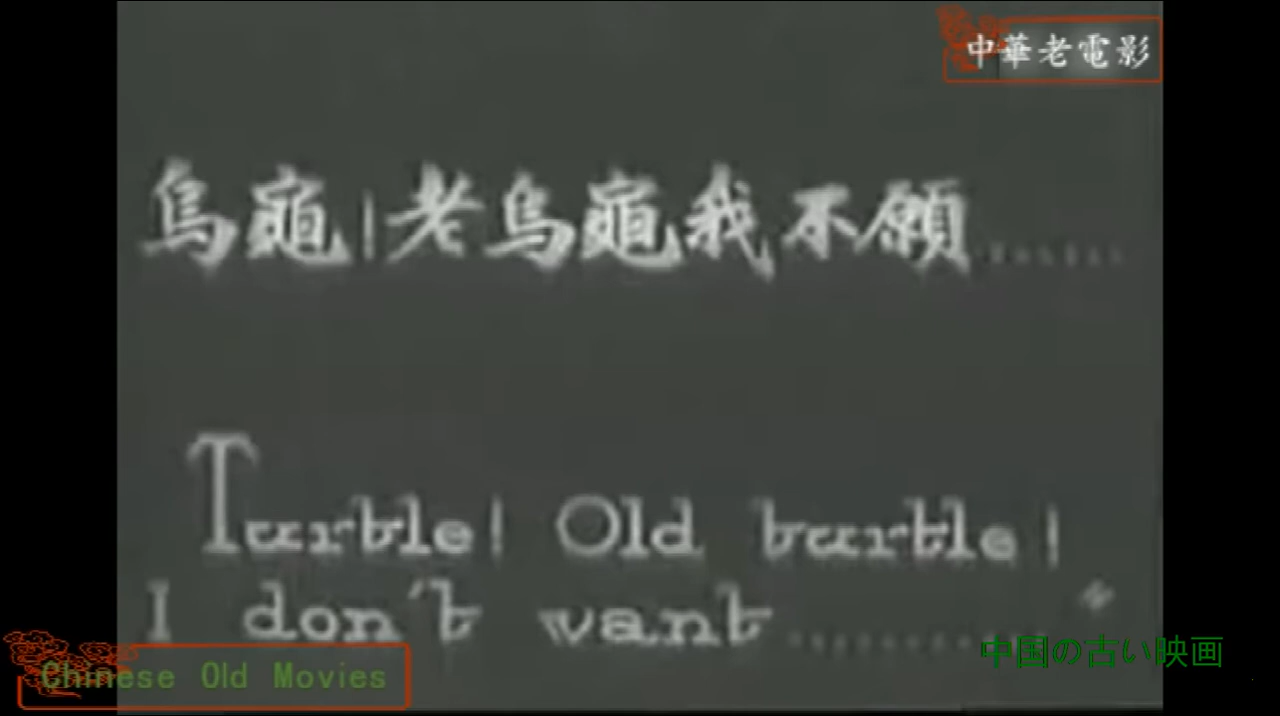 中華老電影
烏龜!老烏龜我不願............
Turtle! Old turtle!
I don't want............"
中国の古い映画
Chinese Old Movies